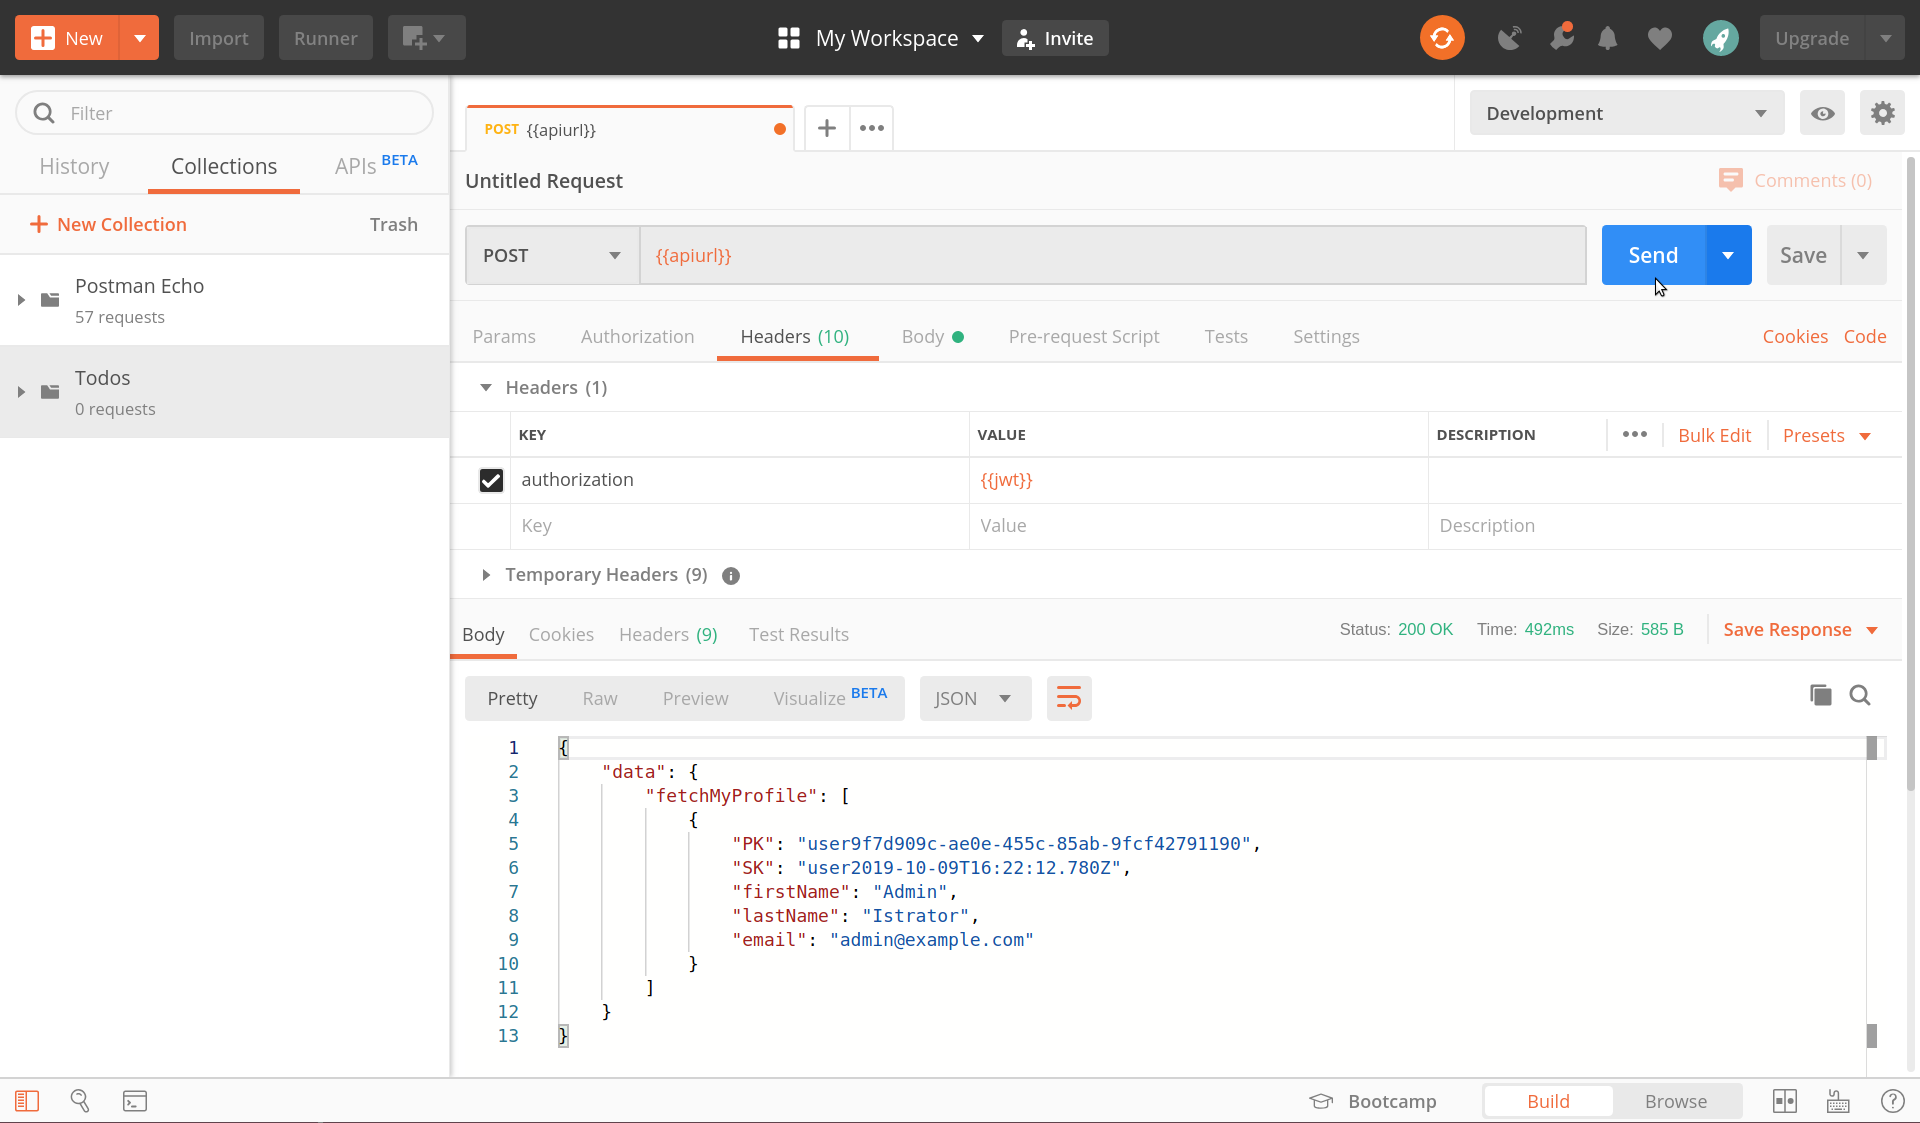 New Import Runner My Workspace Invite Upgrade
Filter
History Collections APIs BETA
+ New Collection Trash
Postman Echo
57 requests
Todos
0 requests
POST {{apiurl}} + ••• Development
Untitled Request Comments (0)
POST {{apiurl}} Send Save
Params Authorization Headers (10) Body Pre-request Script Tests Settings Cookies Code
Headers (1)
KEY VALUE DESCRIPTION ••• Bulk Edit Presets
authorization {{jwt}}
Key Value Description
Temporary Headers (9)
Body Cookies Headers (9) Test Results Status: 200 OK Time: 492ms Size: 585 B Save Response
Pretty Raw Preview Visualize BETA JSON
1 {
2 "data": {
3 "fetchMyProfile": [
4 {
5 "PK": "user9f7d909c-ae0e-455c-85ab-9fcf42791190",
6 "SK": "user2019-10-09T16:22:12.780Z",
7 "firstName": "Admin",
8 "lastName": "Istrator",
9 "email": "admin@example.com"
10 }
11 ]
12 }
13 }
Bootcamp Build Browse